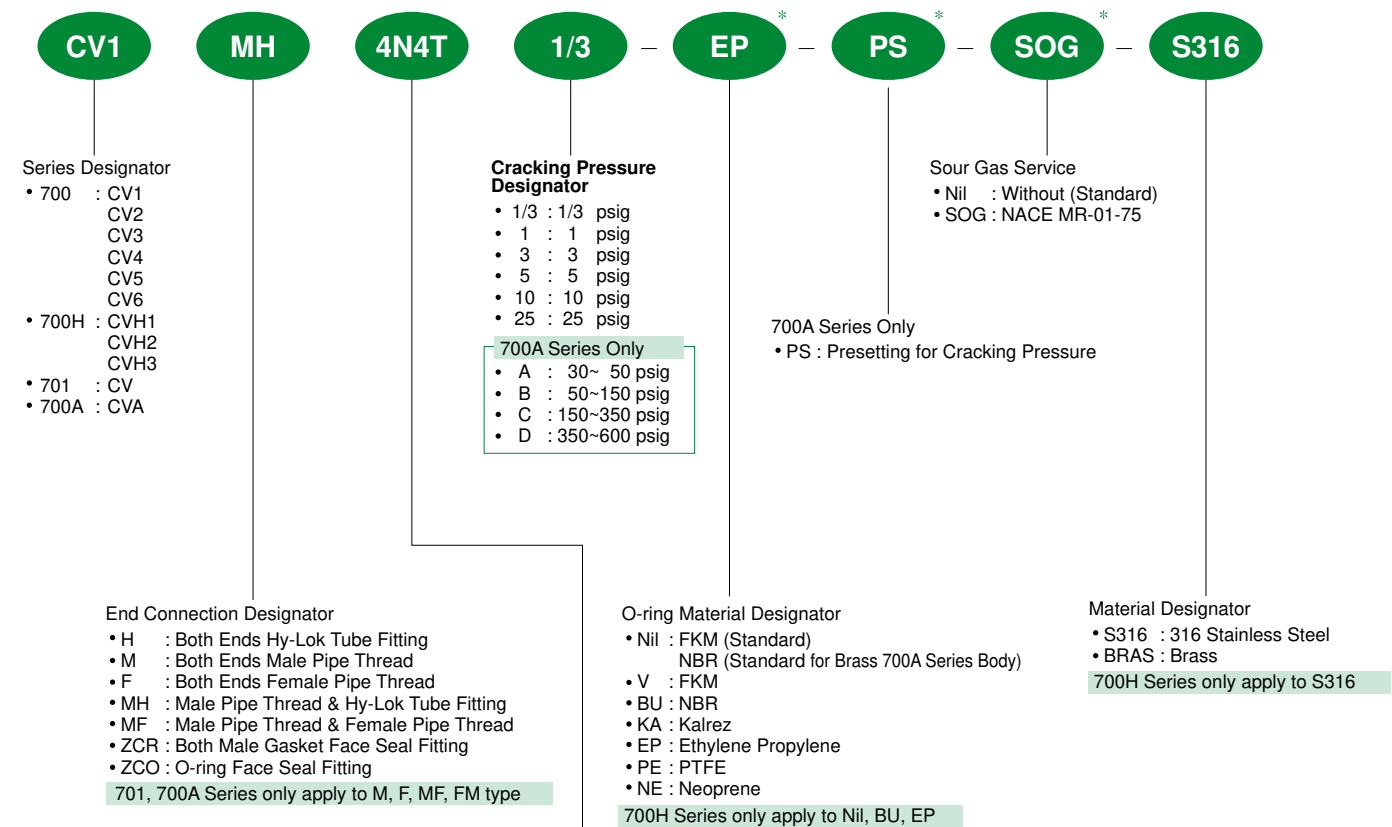 CV1 MH 4N4T 1/3 – EP* – PS* – SOG* – S316
Series Designator
• 700 : CV1
CV2
CV3
CV4
CV5
CV6
• 700H : CVH1
CVH2
CVH3
• 701 : CV
• 700A : CVA
Cracking Pressure
Designator
• 1/3 : 1/3 psig
• 1 : 1 psig
• 3 : 3 psig
• 5 : 5 psig
• 10 : 10 psig
• 25 : 25 psig
700A Series Only
• A : 30~ 50 psig
• B : 50~150 psig
• C : 150~350 psig
• D : 350~600 psig
700A Series Only
• PS : Presetting for Cracking Pressure
Sour Gas Service
• Nil : Without (Standard)
• SOG : NACE MR-01-75
End Connection Designator
• H : Both Ends Hy-Lok Tube Fitting
• M : Both Ends Male Pipe Thread
• F : Both Ends Female Pipe Thread
• MH : Male Pipe Thread & Hy-Lok Tube Fitting
• MF : Male Pipe Thread & Female Pipe Thread
• ZCR : Both Male Gasket Face Seal Fitting
• ZCO : O-ring Face Seal Fitting
701, 700A Series only apply to M, F, MF, FM type
O-ring Material Designator
• Nil : FKM (Standard)
NBR (Standard for Brass 700A Series Body)
• V : FKM
• BU : NBR
• KA : Kalrez
• EP : Ethylene Propylene
• PE : PTFE
• NE : Neoprene
700H Series only apply to Nil, BU, EP
Material Designator
• S316 : 316 Stainless Steel
• BRAS : Brass
700H Series only apply to S316